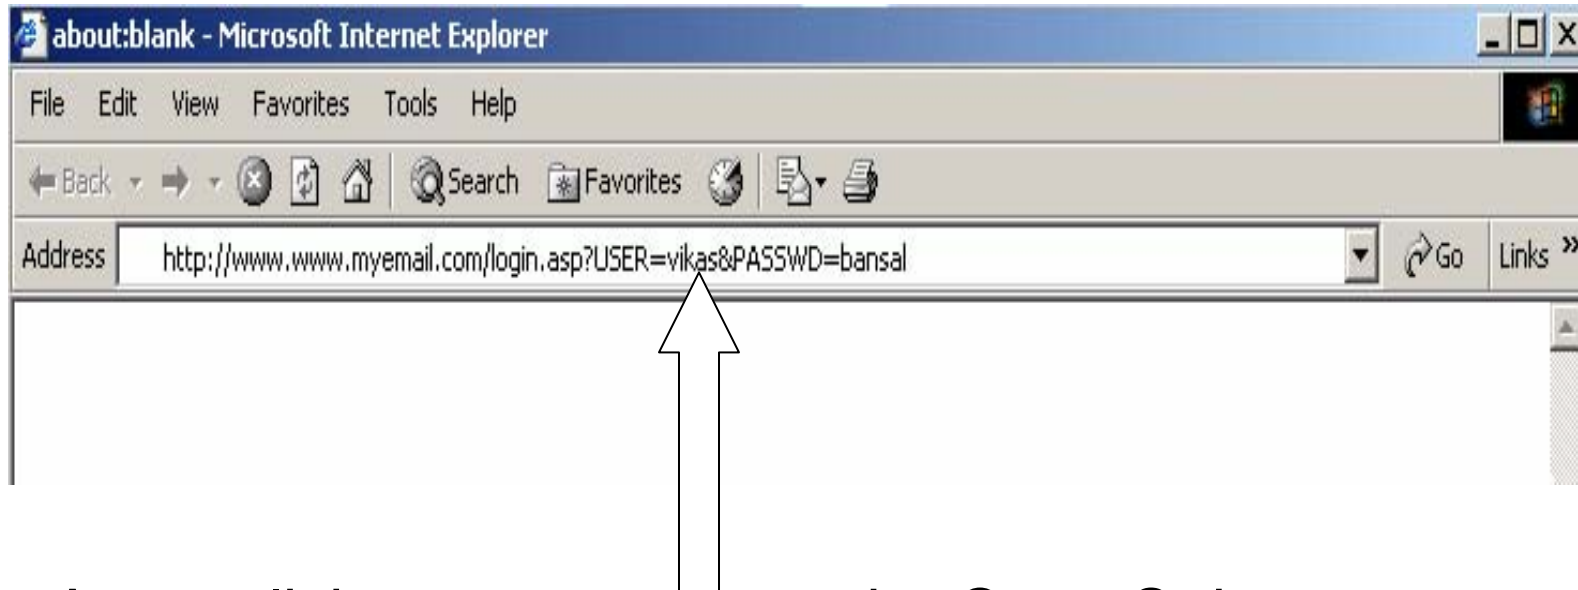 about:blank - Microsoft Internet Explorer
File Edit View Favorites Tools Help
Back Search Favorites
Address http://www.www.myemail.com/login.asp?USER=vikas&PASSWD=bansal Go Links »